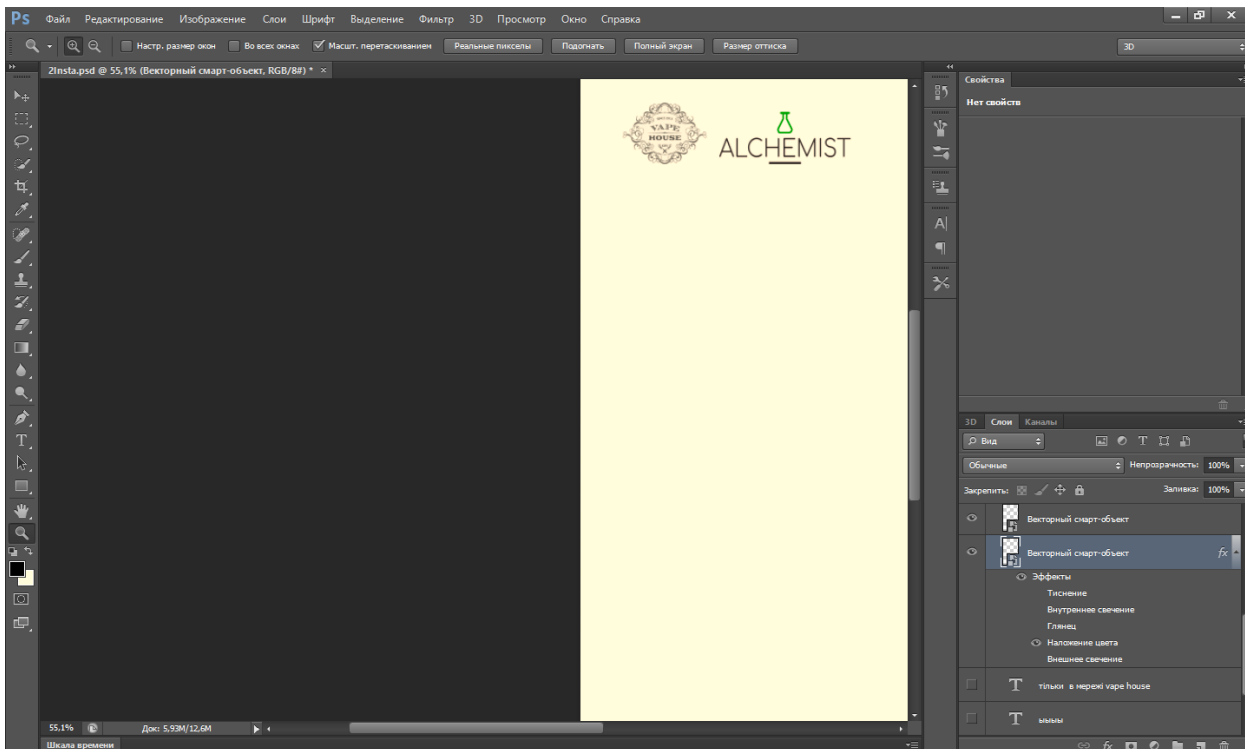 Ps Файл Редактирование Изображение Слои Шрифт Выделение Фильтр 3D Просмотр Окно Справка
Настр. размер окон Во всех окнах Масшт. перетаскиванием Реальные пикселы Подогнать Полный экран Размер оттиска 3D
2Insta.psd @ 55,1% (Векторный смарт-объект, RGB/8#) * ×
VAPE
HOUSE
ALCHEMIST
Свойства
Нет свойств
3D Слои Каналы
Вид
Обычные Непрозрачность: 100%
Закрепить: Заливка: 100%
Векторный смарт-объект
Векторный смарт-объект fx
Эффекты
Тиснение
Внутреннее свечение
Глянец
Наложение цвета
Внешнее свечение
T тільки в мережі vape house
T ыыыы
55,1% Док: 5,93M/12,6M
Шкала времени